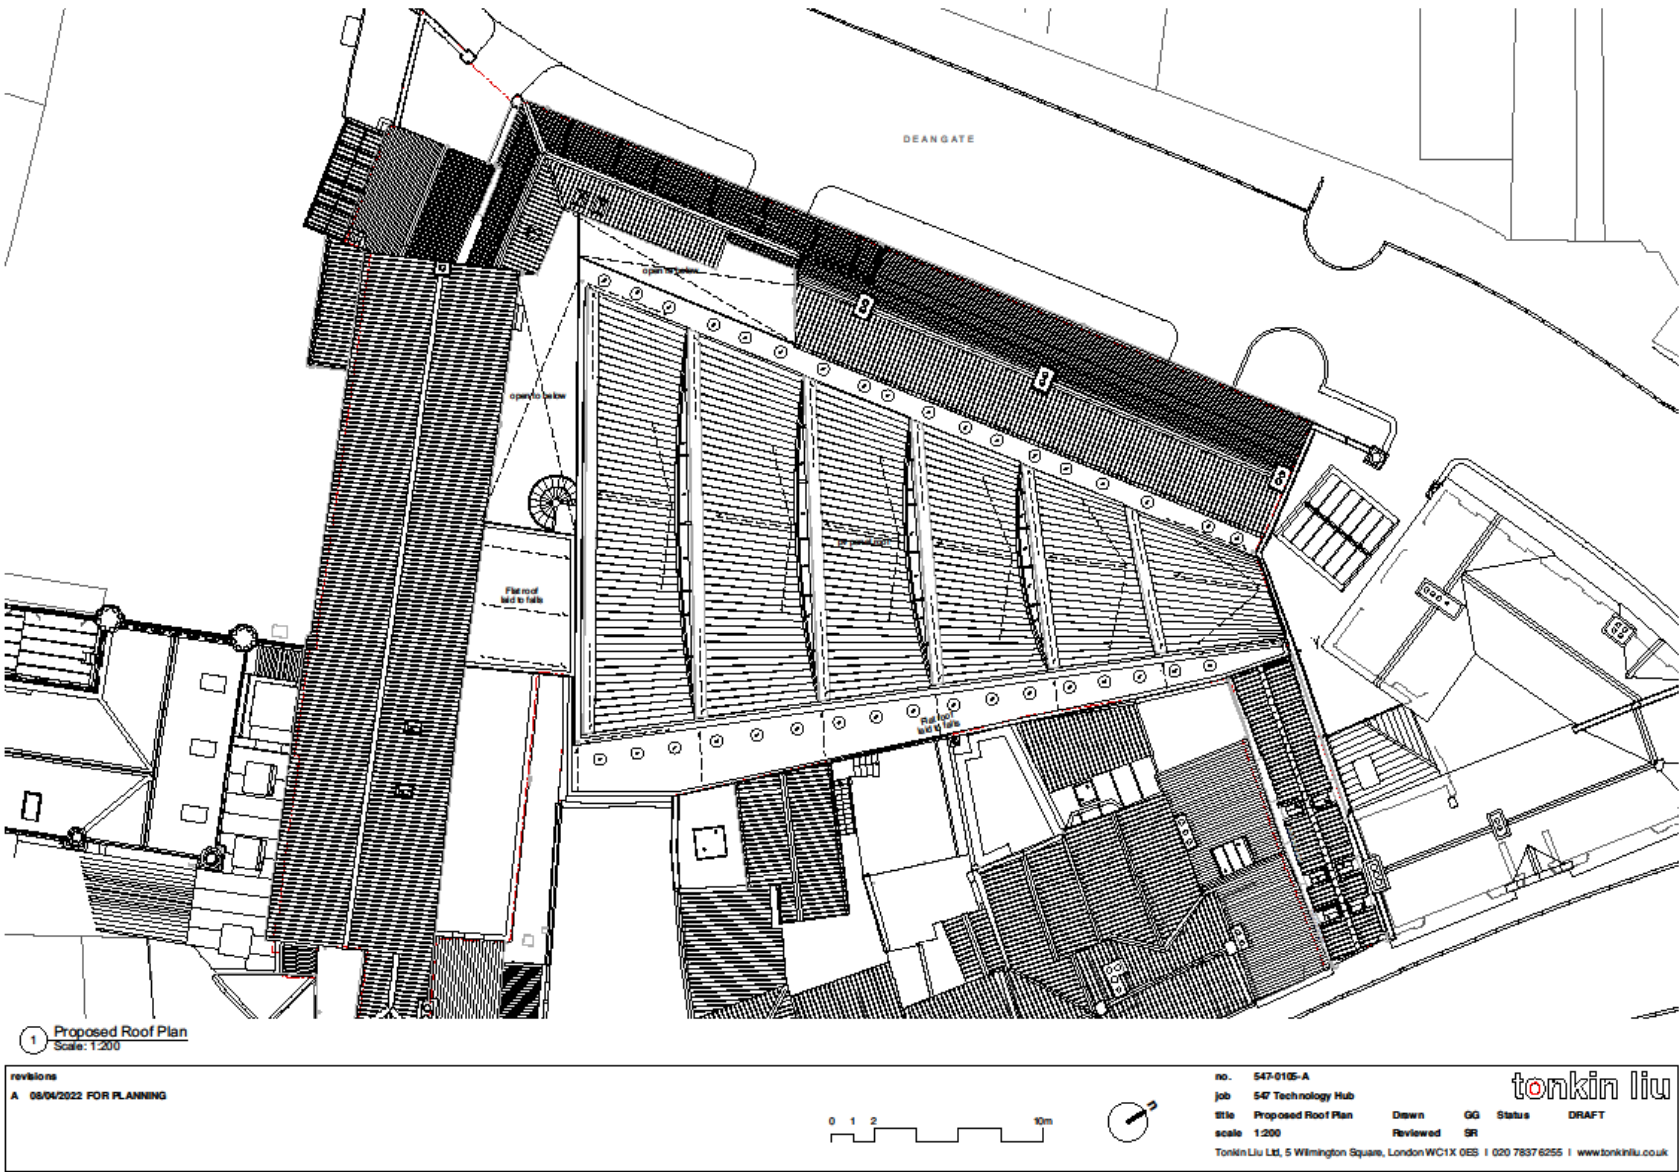 DEANGATE
open to below
open to below
pv panel roof
Flat roof
laid to falls
Flat roof
laid to falls
1 Proposed Roof Plan
Scale: 1:200
revisions
A 08/04/2022 FOR PLANNING
0 1 2 10m
n
no. 547-0105-A
job 547 Technology Hub
title Proposed Roof Plan Drawn GG Status DRAFT
scale 1:200 Reviewed SR
Tonkin Liu Ltd, 5 Wilmington Square, London WC1X 0ES | 020 7837 6255 | www.tonkinliu.co.uk
tonkin liu